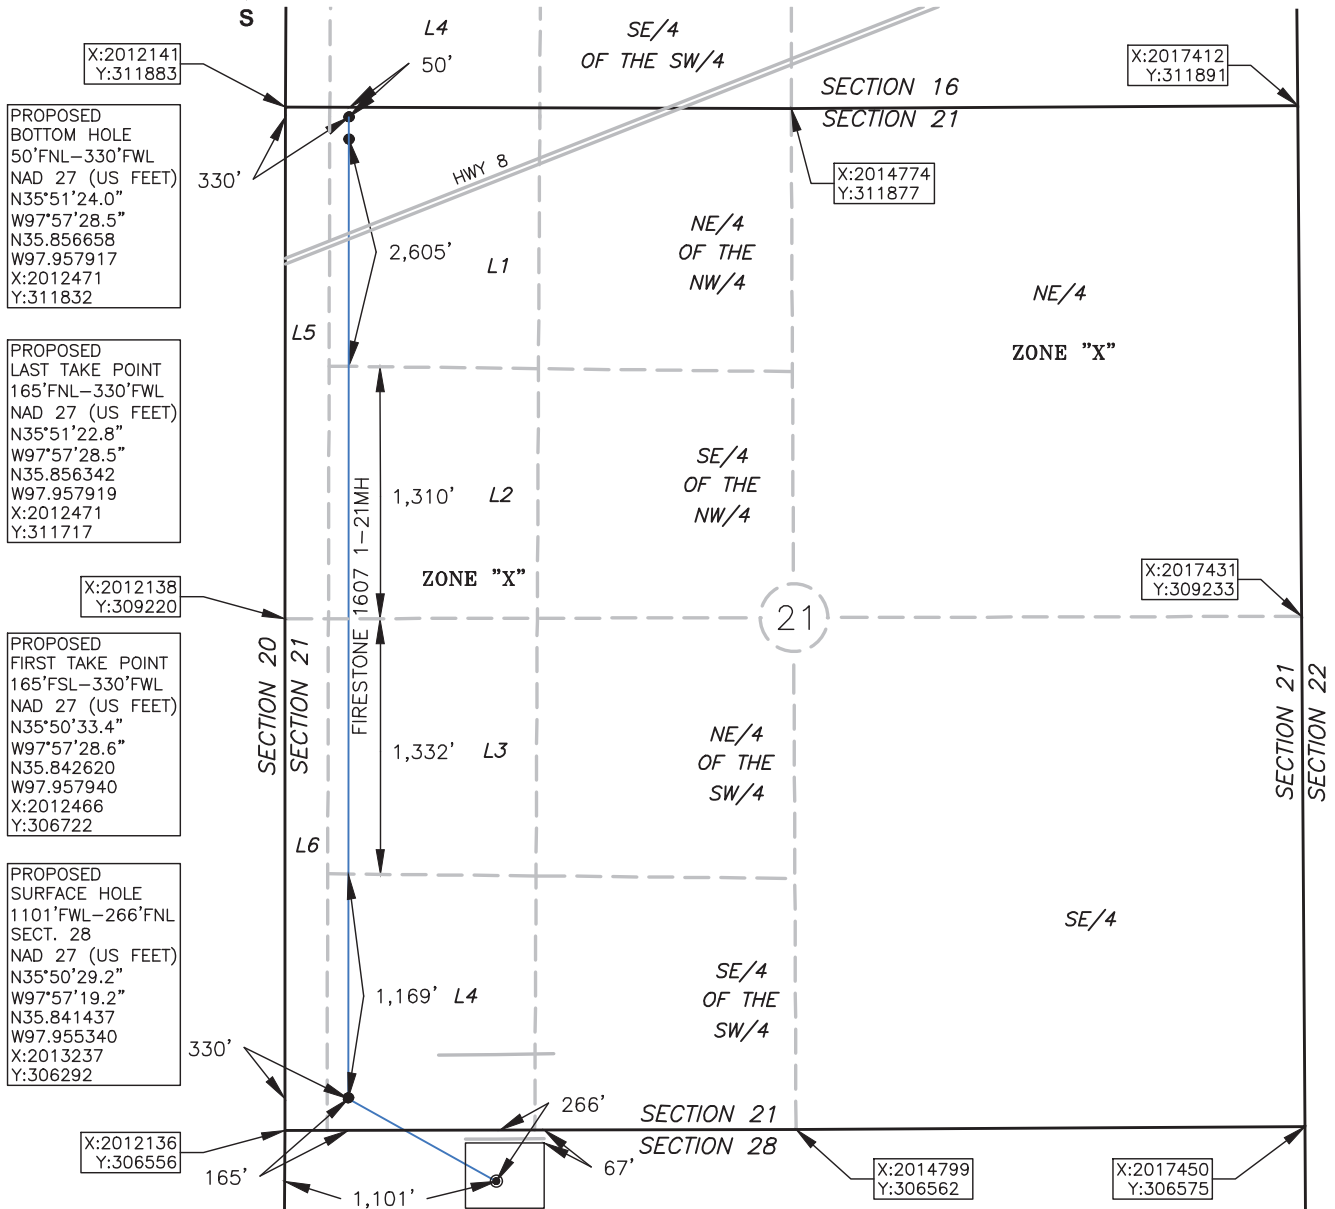 S
L4
SE/4
OF THE SW/4
50'
X:2012141
Y:311883
X:2017412
Y:311891
SECTION 16
SECTION 21
PROPOSED
BOTTOM HOLE
50'FNL-330'FWL
NAD 27 (US FEET)
N35°51'24.0"
W97°57'28.5"
N35.856658
W97.957917
X:2012471
Y:311832
330'
HWY 8
X:2014774
Y:311877
2,605'
L1
NE/4
OF THE
NW/4
NE/4
ZONE "X"
L5
PROPOSED
LAST TAKE POINT
165'FNL-330'FWL
NAD 27 (US FEET)
N35°51'22.8"
W97°57'28.5"
N35.856342
W97.957919
X:2012471
Y:311717
FIRESTONE 1607 1-21MH
1,310'
L2
SE/4
OF THE
NW/4
ZONE "X"
X:2012138
Y:309220
X:2017431
Y:309233
21
PROPOSED
FIRST TAKE POINT
165'FSL-330'FWL
NAD 27 (US FEET)
N35°50'33.4"
W97°57'28.6"
N35.842620
W97.957940
X:2012466
Y:306722
SECTION 20
SECTION 21
1,332'
L3
NE/4
OF THE
SW/4
SECTION 21
SECTION 22
L6
PROPOSED
SURFACE HOLE
1101'FWL-266'FNL
SECT. 28
NAD 27 (US FEET)
N35°50'29.2"
W97°57'19.2"
N35.841437
W97.955340
X:2013237
Y:306292
SE/4
1,169'
L4
SE/4
OF THE
SW/4
330'
266'
SECTION 21
SECTION 28
X:2012136
Y:306556
165'
1,101'
67'
X:2014799
Y:306562
X:2017450
Y:306575